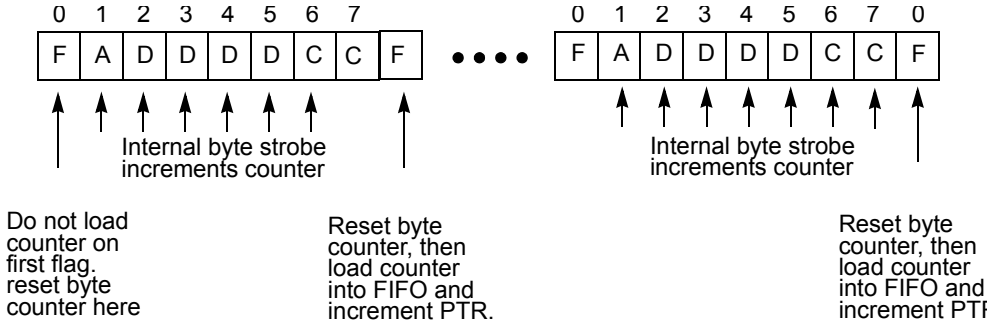 0 1 2 3 4 5 6 7
0 1 2 3 4 5 6 7 0
F A D D D D C C F
F A D D D D C C F
Internal byte strobe
increments counter
Internal byte strobe
increments counter
Do not load
counter on
first flag.
reset byte
counter here
Reset byte
counter, then
load counter
into FIFO and
increment PTR.
Reset byte
counter, then
load counter
into FIFO and
increment PTR